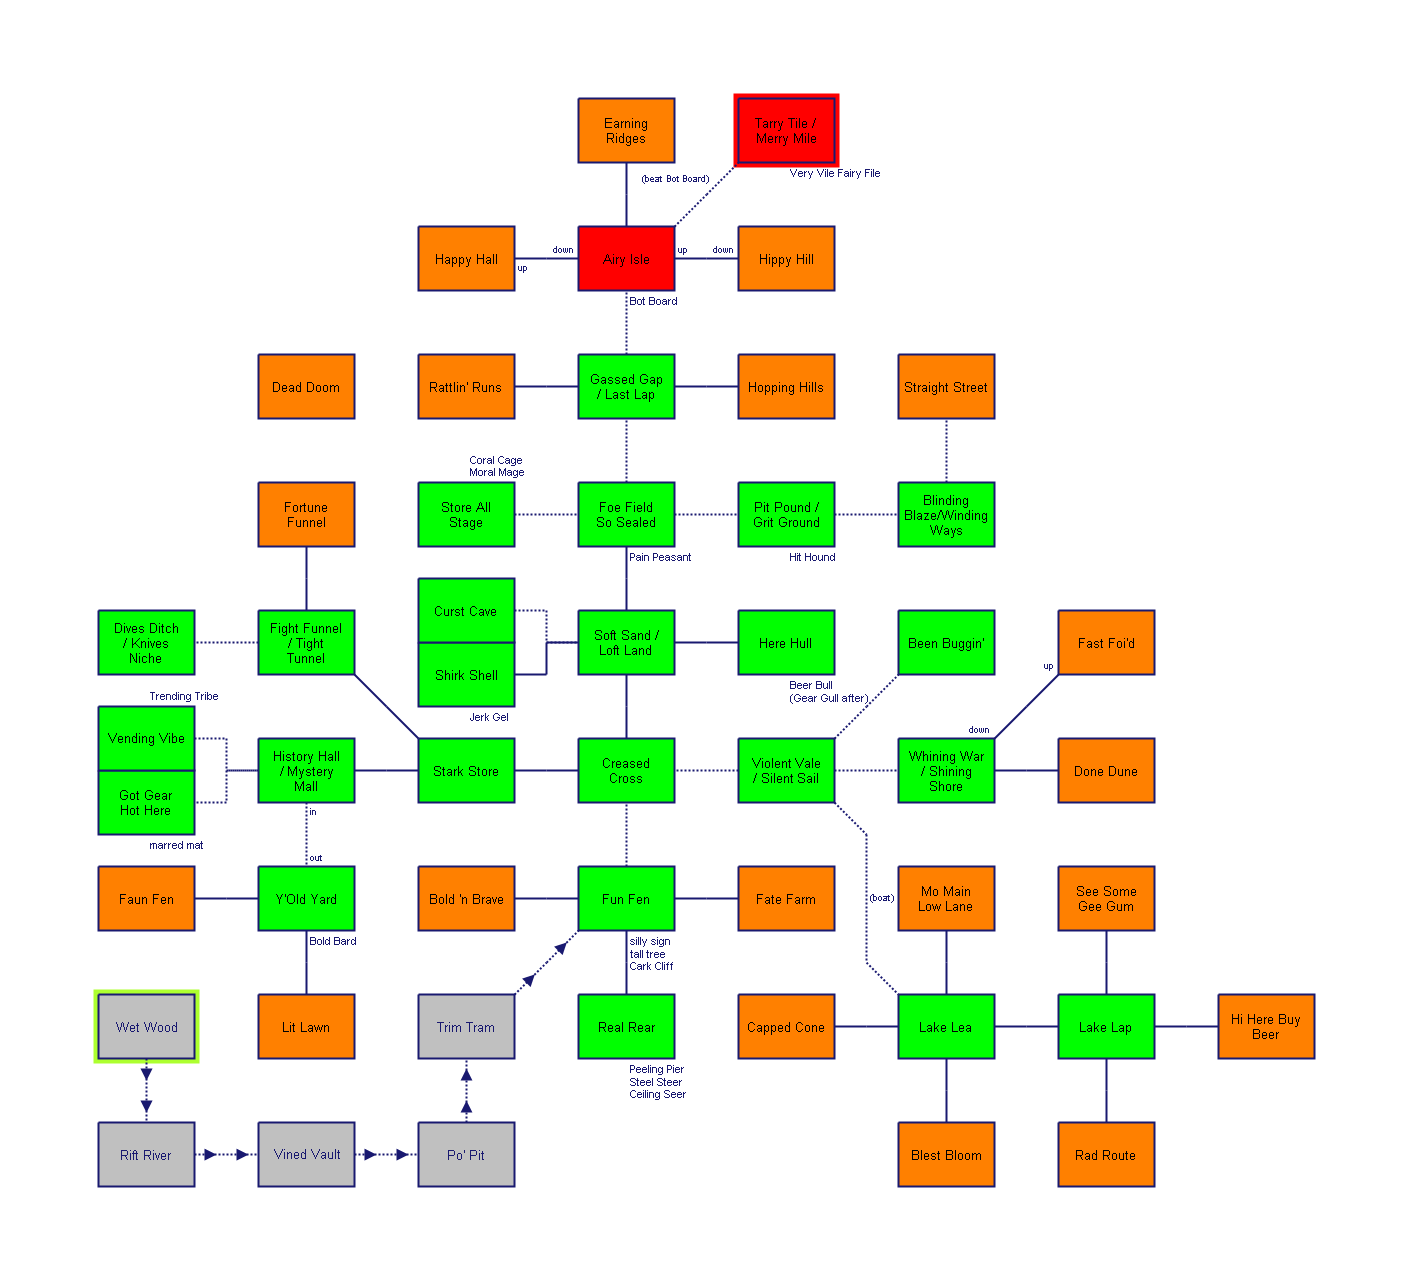 Earning
Ridges
Tarry Tile /
Merry Mile
(beat Bot Board)
Very Vile Fairy File
Happy Hall
down
up
Airy Isle
up
down
Hippy Hill
Bot Board
Dead Doom
Rattlin' Runs
Gassed Gap
/ Last Lap
Hopping Hills
Straight Street
Coral Cage
Moral Mage
Fortune
Funnel
Store All
Stage
Foe Field
So Sealed
Pit Pound /
Grit Ground
Blinding
Blaze/Winding
Ways
Pain Peasant
Hit Hound
Curst Cave
Dives Ditch
/ Knives
Niche
Fight Funnel
/ Tight
Tunnel
Soft Sand /
Loft Land
Here Hull
Been Buggin'
Fast Foi'd
Shirk Shell
up
Beer Bull
(Gear Gull after)
Trending Tribe
Jerk Gel
down
Vending Vibe
History Hall
/ Mystery
Mall
Stark Store
Creased
Cross
Violent Vale
/ Silent Sail
Whining War
/ Shining
Shore
Done Dune
Got Gear
Hot Here
in
marred mat
out
Faun Fen
Y'Old Yard
Bold 'n Brave
Fun Fen
Fate Farm
(boat)
Mo Main
Low Lane
See Some
Gee Gum
Bold Bard
silly sign
tall tree
Cark Cliff
Wet Wood
Lit Lawn
Trim Tram
Real Rear
Capped Cone
Lake Lea
Lake Lap
Hi Here Buy
Beer
Peeling Pier
Steel Steer
Ceiling Seer
Rift River
Vined Vault
Po' Pit
Blest Bloom
Rad Route